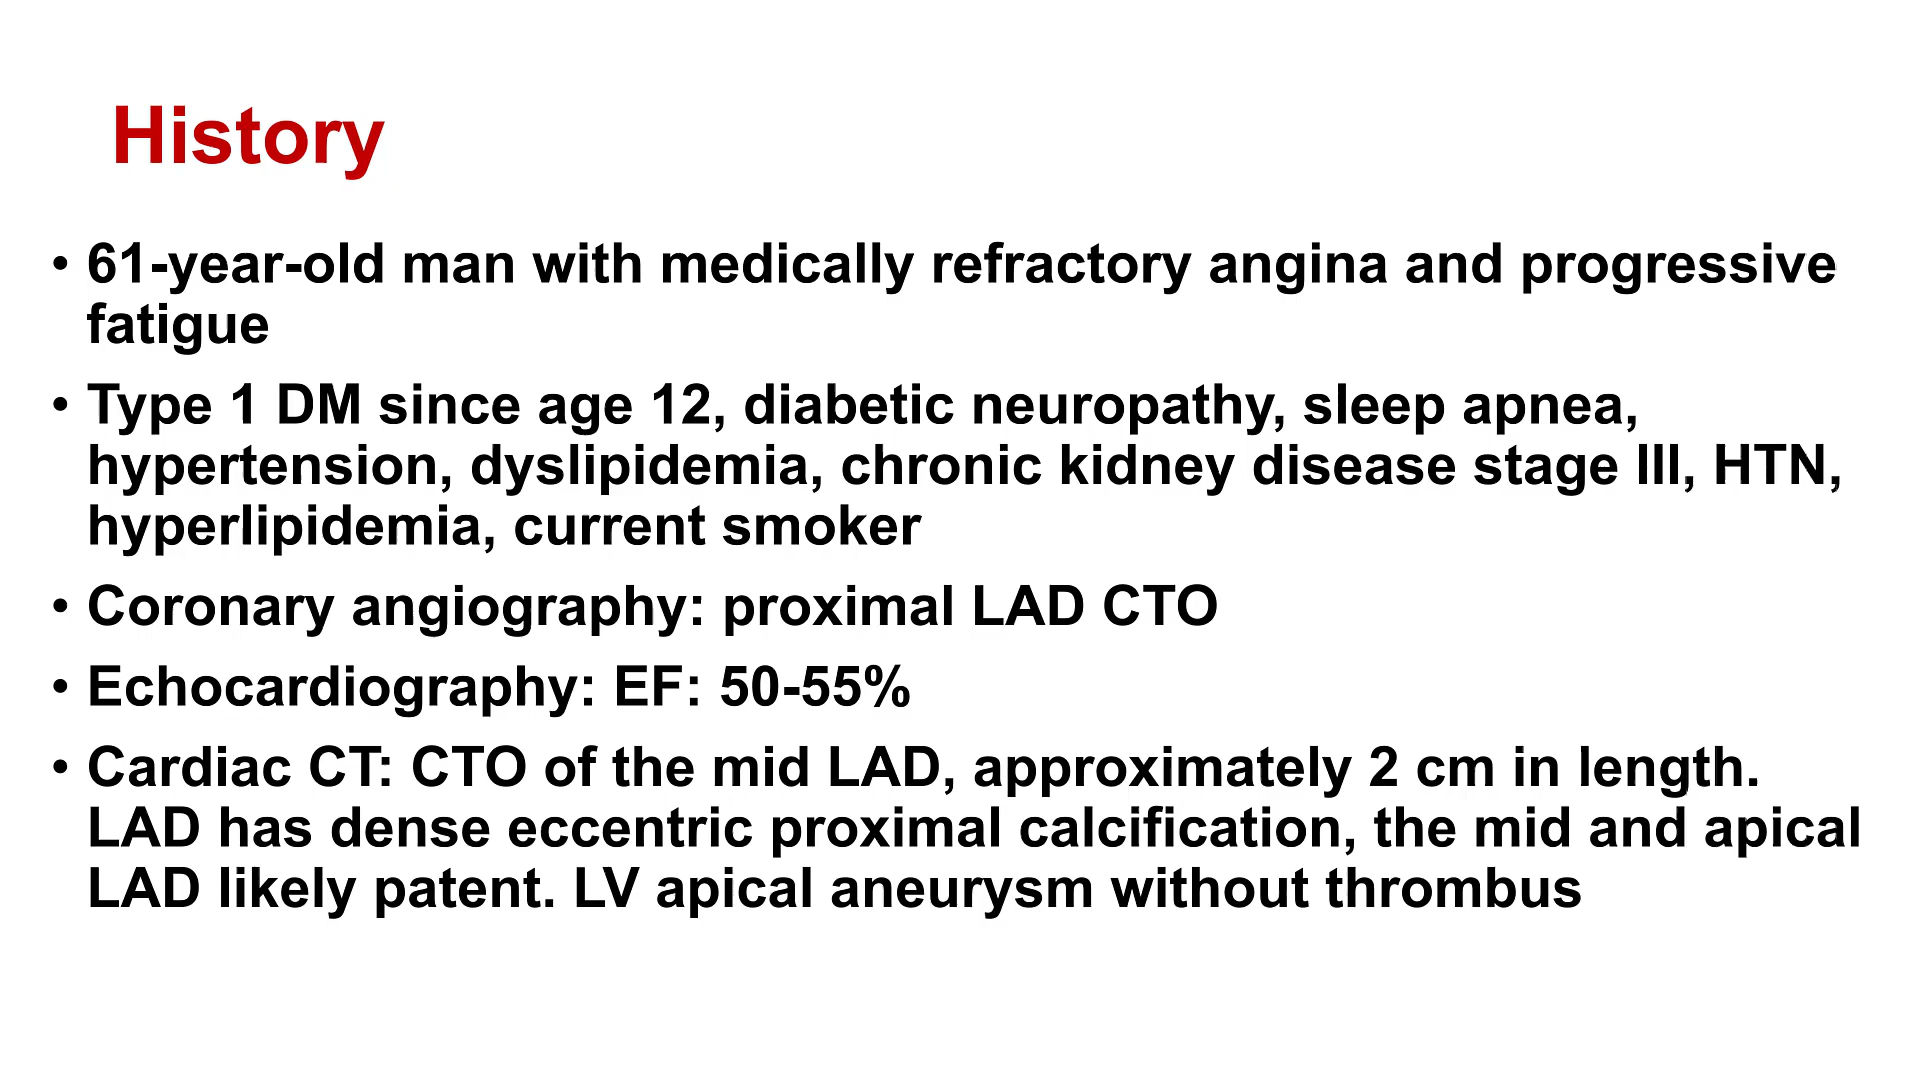 History
• 61-year-old man with medically refractory angina and progressive
fatigue
• Type 1 DM since age 12, diabetic neuropathy, sleep apnea,
hypertension, dyslipidemia, chronic kidney disease stage III, HTN,
hyperlipidemia, current smoker
• Coronary angiography: proximal LAD CTO
• Echocardiography: EF: 50-55%
• Cardiac CT: CTO of the mid LAD, approximately 2 cm in length.
LAD has dense eccentric proximal calcification, the mid and apical
LAD likely patent. LV apical aneurysm without thrombus